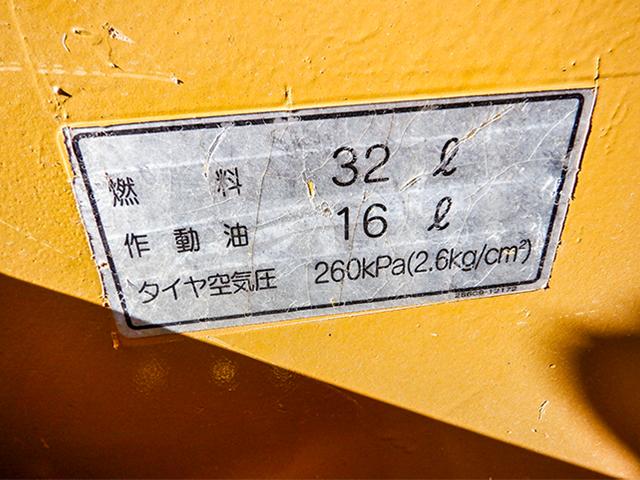 燃料 32 ℓ
作動油 16 ℓ
タイヤ空気圧 260kPa(2.6kg/cm²)